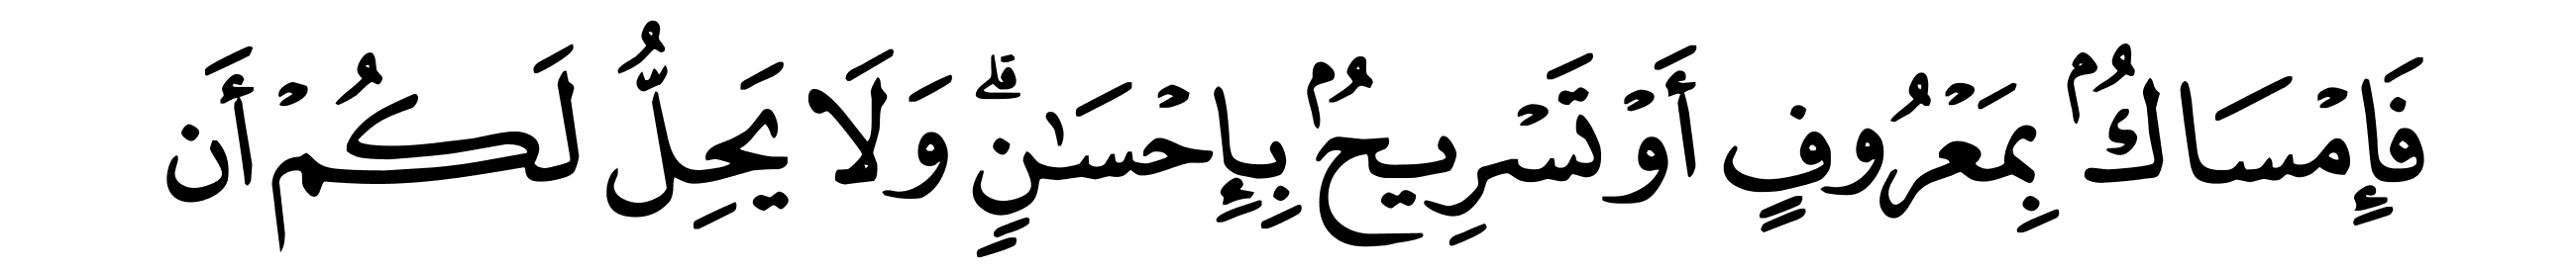 فَإِمْسَاكُۢ بِمَعْرُوفٍ أَوْ تَسْرِيحُۢ بِإِحْسَـٰنٍۗ وَلَا يَحِلُّ لَكُمْ أَن